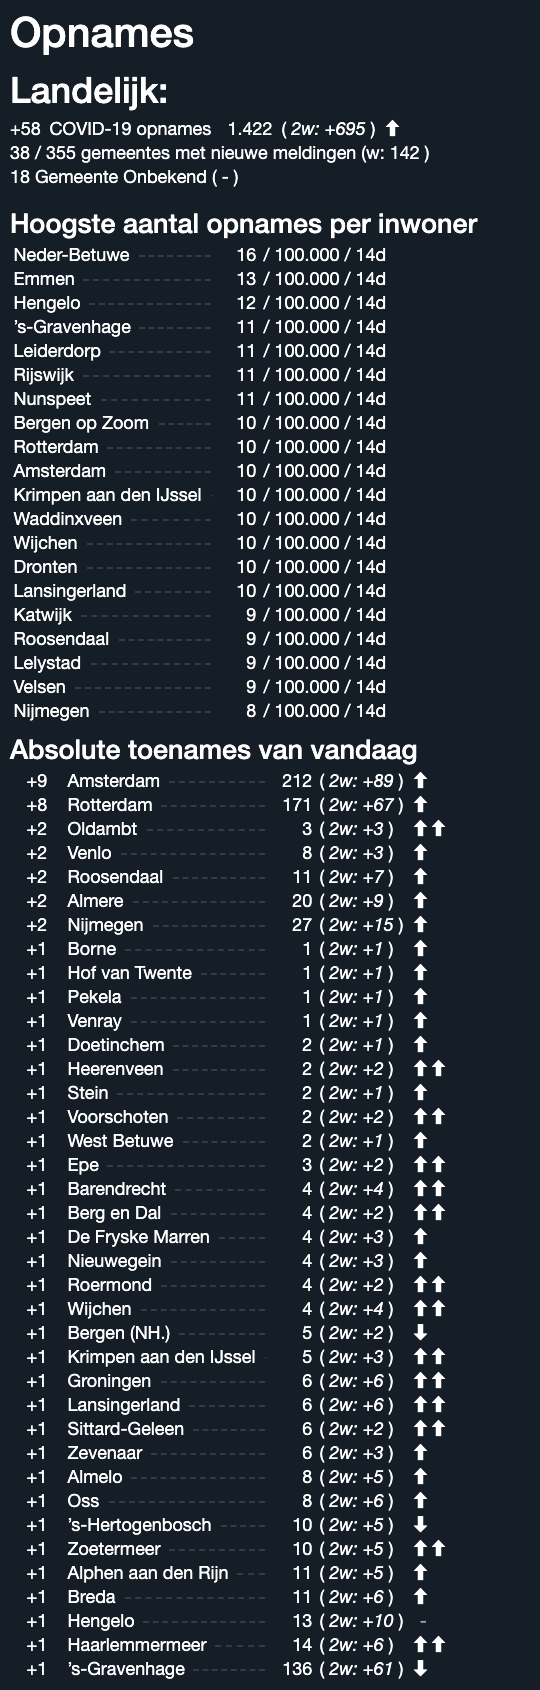 Opnames
Landelijk:
+58 COVID-19 opnames 1.422 ( 2w: +695 ) ⬆
38 / 355 gemeentes met nieuwe meldingen (w: 142 )
18 Gemeente Onbekend ( - )
Hoogste aantal opnames per inwoner
Neder-Betuwe 16 / 100.000 / 14d
Emmen 13 / 100.000 / 14d
Hengelo 12 / 100.000 / 14d
's-Gravenhage 11 / 100.000 / 14d
Leiderdorp 11 / 100.000 / 14d
Rijswijk 11 / 100.000 / 14d
Nunspeet 11 / 100.000 / 14d
Bergen op Zoom 10 / 100.000 / 14d
Rotterdam 10 / 100.000 / 14d
Amsterdam 10 / 100.000 / 14d
Krimpen aan den IJssel 10 / 100.000 / 14d
Waddinxveen 10 / 100.000 / 14d
Wijchen 10 / 100.000 / 14d
Dronten 10 / 100.000 / 14d
Lansingerland 10 / 100.000 / 14d
Katwijk 9 / 100.000 / 14d
Roosendaal 9 / 100.000 / 14d
Lelystad 9 / 100.000 / 14d
Velsen 9 / 100.000 / 14d
Nijmegen 8 / 100.000 / 14d
Absolute toenames van vandaag
+9 Amsterdam 212 ( 2w: +89 ) ⬆
+8 Rotterdam 171 ( 2w: +67 ) ⬆
+2 Oldambt 3 ( 2w: +3 ) ⬆⬆
+2 Venlo 8 ( 2w: +3 ) ⬆
+2 Roosendaal 11 ( 2w: +7 ) ⬆
+2 Almere 20 ( 2w: +9 ) ⬆
+2 Nijmegen 27 ( 2w: +15 ) ⬆
+1 Borne 1 ( 2w: +1 ) ⬆
+1 Hof van Twente 1 ( 2w: +1 ) ⬆
+1 Pekela 1 ( 2w: +1 ) ⬆
+1 Venray 1 ( 2w: +1 ) ⬆
+1 Doetinchem 2 ( 2w: +1 ) ⬆
+1 Heerenveen 2 ( 2w: +2 ) ⬆⬆
+1 Stein 2 ( 2w: +1 ) ⬆
+1 Voorschoten 2 ( 2w: +2 ) ⬆⬆
+1 West Betuwe 2 ( 2w: +1 ) ⬆
+1 Epe 3 ( 2w: +2 ) ⬆⬆
+1 Barendrecht 4 ( 2w: +4 ) ⬆⬆
+1 Berg en Dal 4 ( 2w: +2 ) ⬆⬆
+1 De Fryske Marren 4 ( 2w: +3 ) ⬆
+1 Nieuwegein 4 ( 2w: +3 ) ⬆
+1 Roermond 4 ( 2w: +2 ) ⬆⬆
+1 Wijchen 4 ( 2w: +4 ) ⬆⬆
+1 Bergen (NH.) 5 ( 2w: +2 ) ⬇
+1 Krimpen aan den IJssel 5 ( 2w: +3 ) ⬆⬆
+1 Groningen 6 ( 2w: +6 ) ⬆⬆
+1 Lansingerland 6 ( 2w: +6 ) ⬆⬆
+1 Sittard-Geleen 6 ( 2w: +2 ) ⬆⬆
+1 Zevenaar 6 ( 2w: +3 ) ⬆
+1 Almelo 8 ( 2w: +5 ) ⬆
+1 Oss 8 ( 2w: +6 ) ⬆
+1 's-Hertogenbosch 10 ( 2w: +5 ) ⬇
+1 Zoetermeer 10 ( 2w: +5 ) ⬆⬆
+1 Alphen aan den Rijn 11 ( 2w: +5 ) ⬆
+1 Breda 11 ( 2w: +6 ) ⬆
+1 Hengelo 13 ( 2w: +10 ) -
+1 Haarlemmermeer 14 ( 2w: +6 ) ⬆⬆
+1 's-Gravenhage 136 ( 2w: +61 ) ⬇